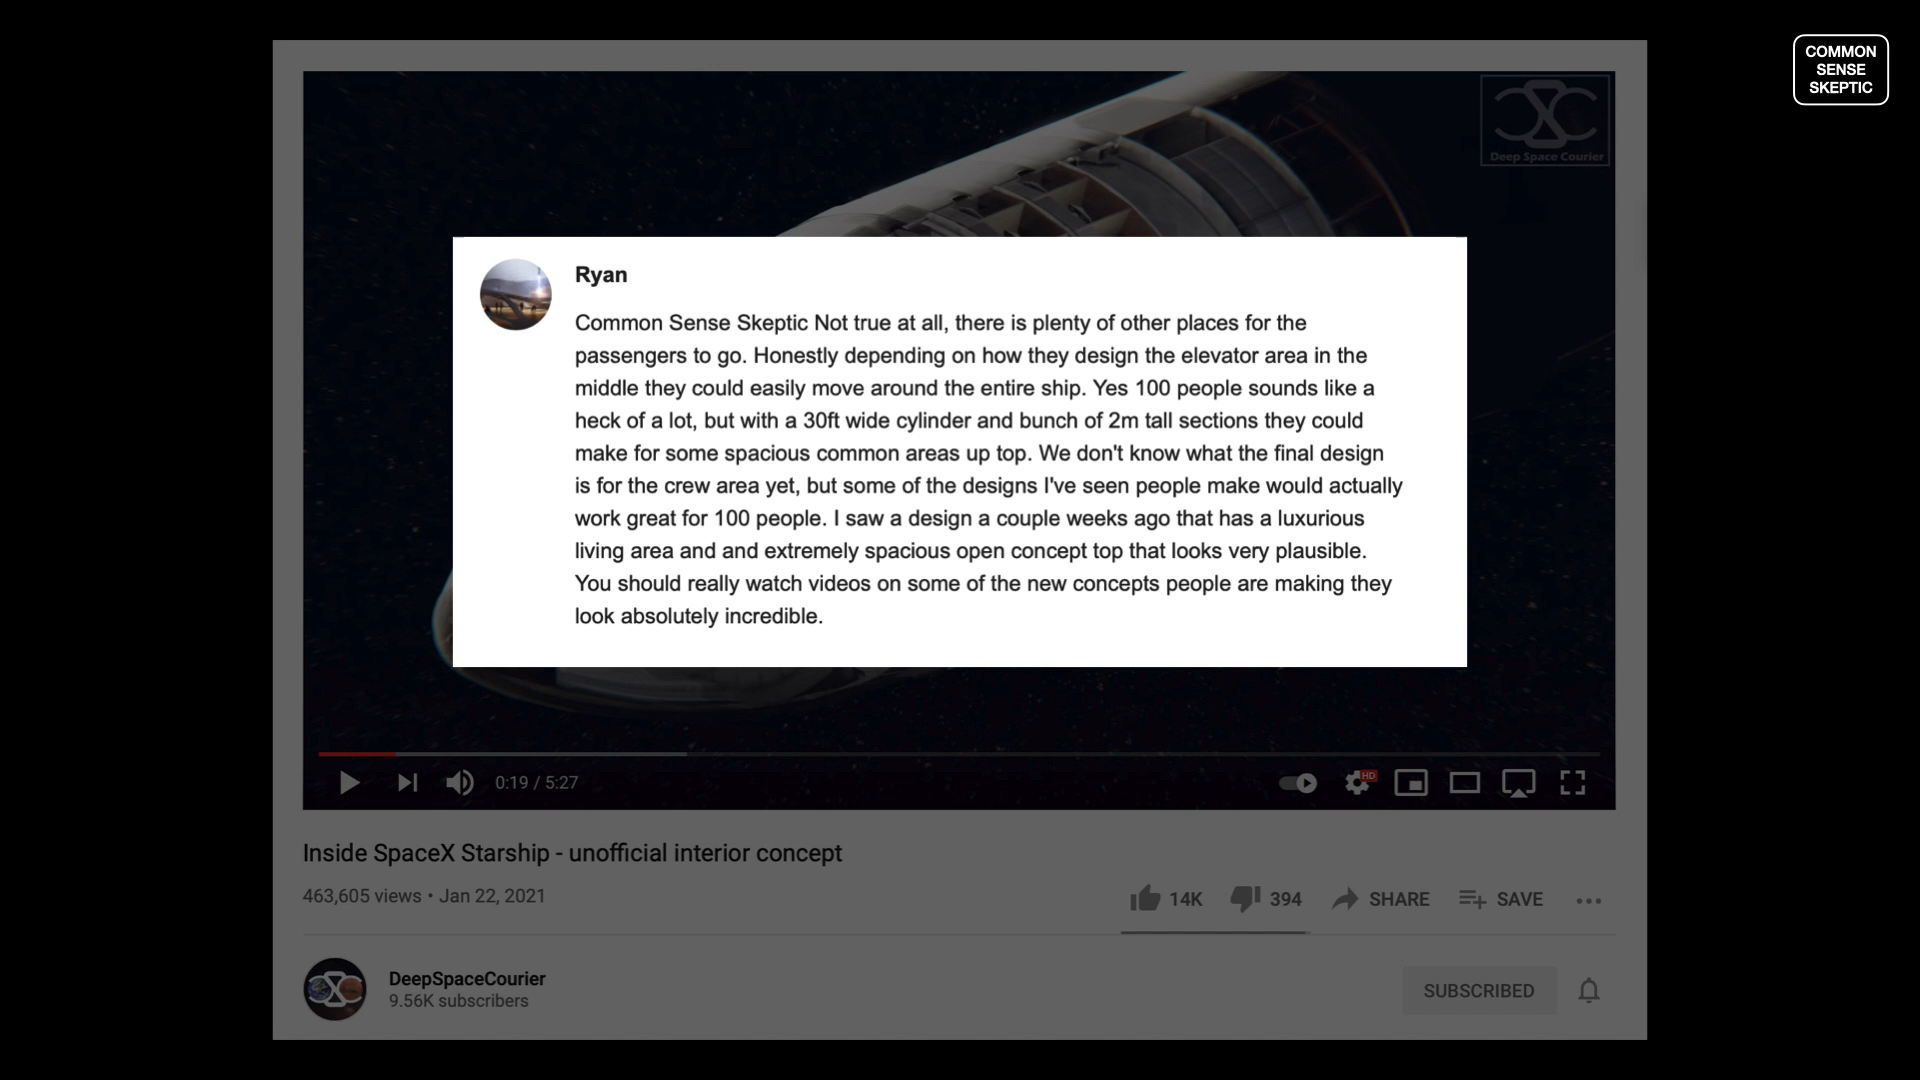 COMMON
SENSE
SKEPTIC
Deep Space Courier
Ryan
Common Sense Skeptic Not true at all, there is plenty of other places for the
passengers to go. Honestly depending on how they design the elevator area in the
middle they could easily move around the entire ship. Yes 100 people sounds like a
heck of a lot, but with a 30ft wide cylinder and bunch of 2m tall sections they could
make for some spacious common areas up top. We don't know what the final design
is for the crew area yet, but some of the designs I've seen people make would actually
work great for 100 people. I saw a design a couple weeks ago that has a luxurious
living area and and extremely spacious open concept top that looks very plausible.
You should really watch videos on some of the new concepts people are making they
look absolutely incredible.
0:19 / 5:27
HD
Inside SpaceX Starship - unofficial interior concept
463,605 views • Jan 22, 2021
14K 394 SHARE SAVE
DeepSpaceCourier
9.56K subscribers
SUBSCRIBED